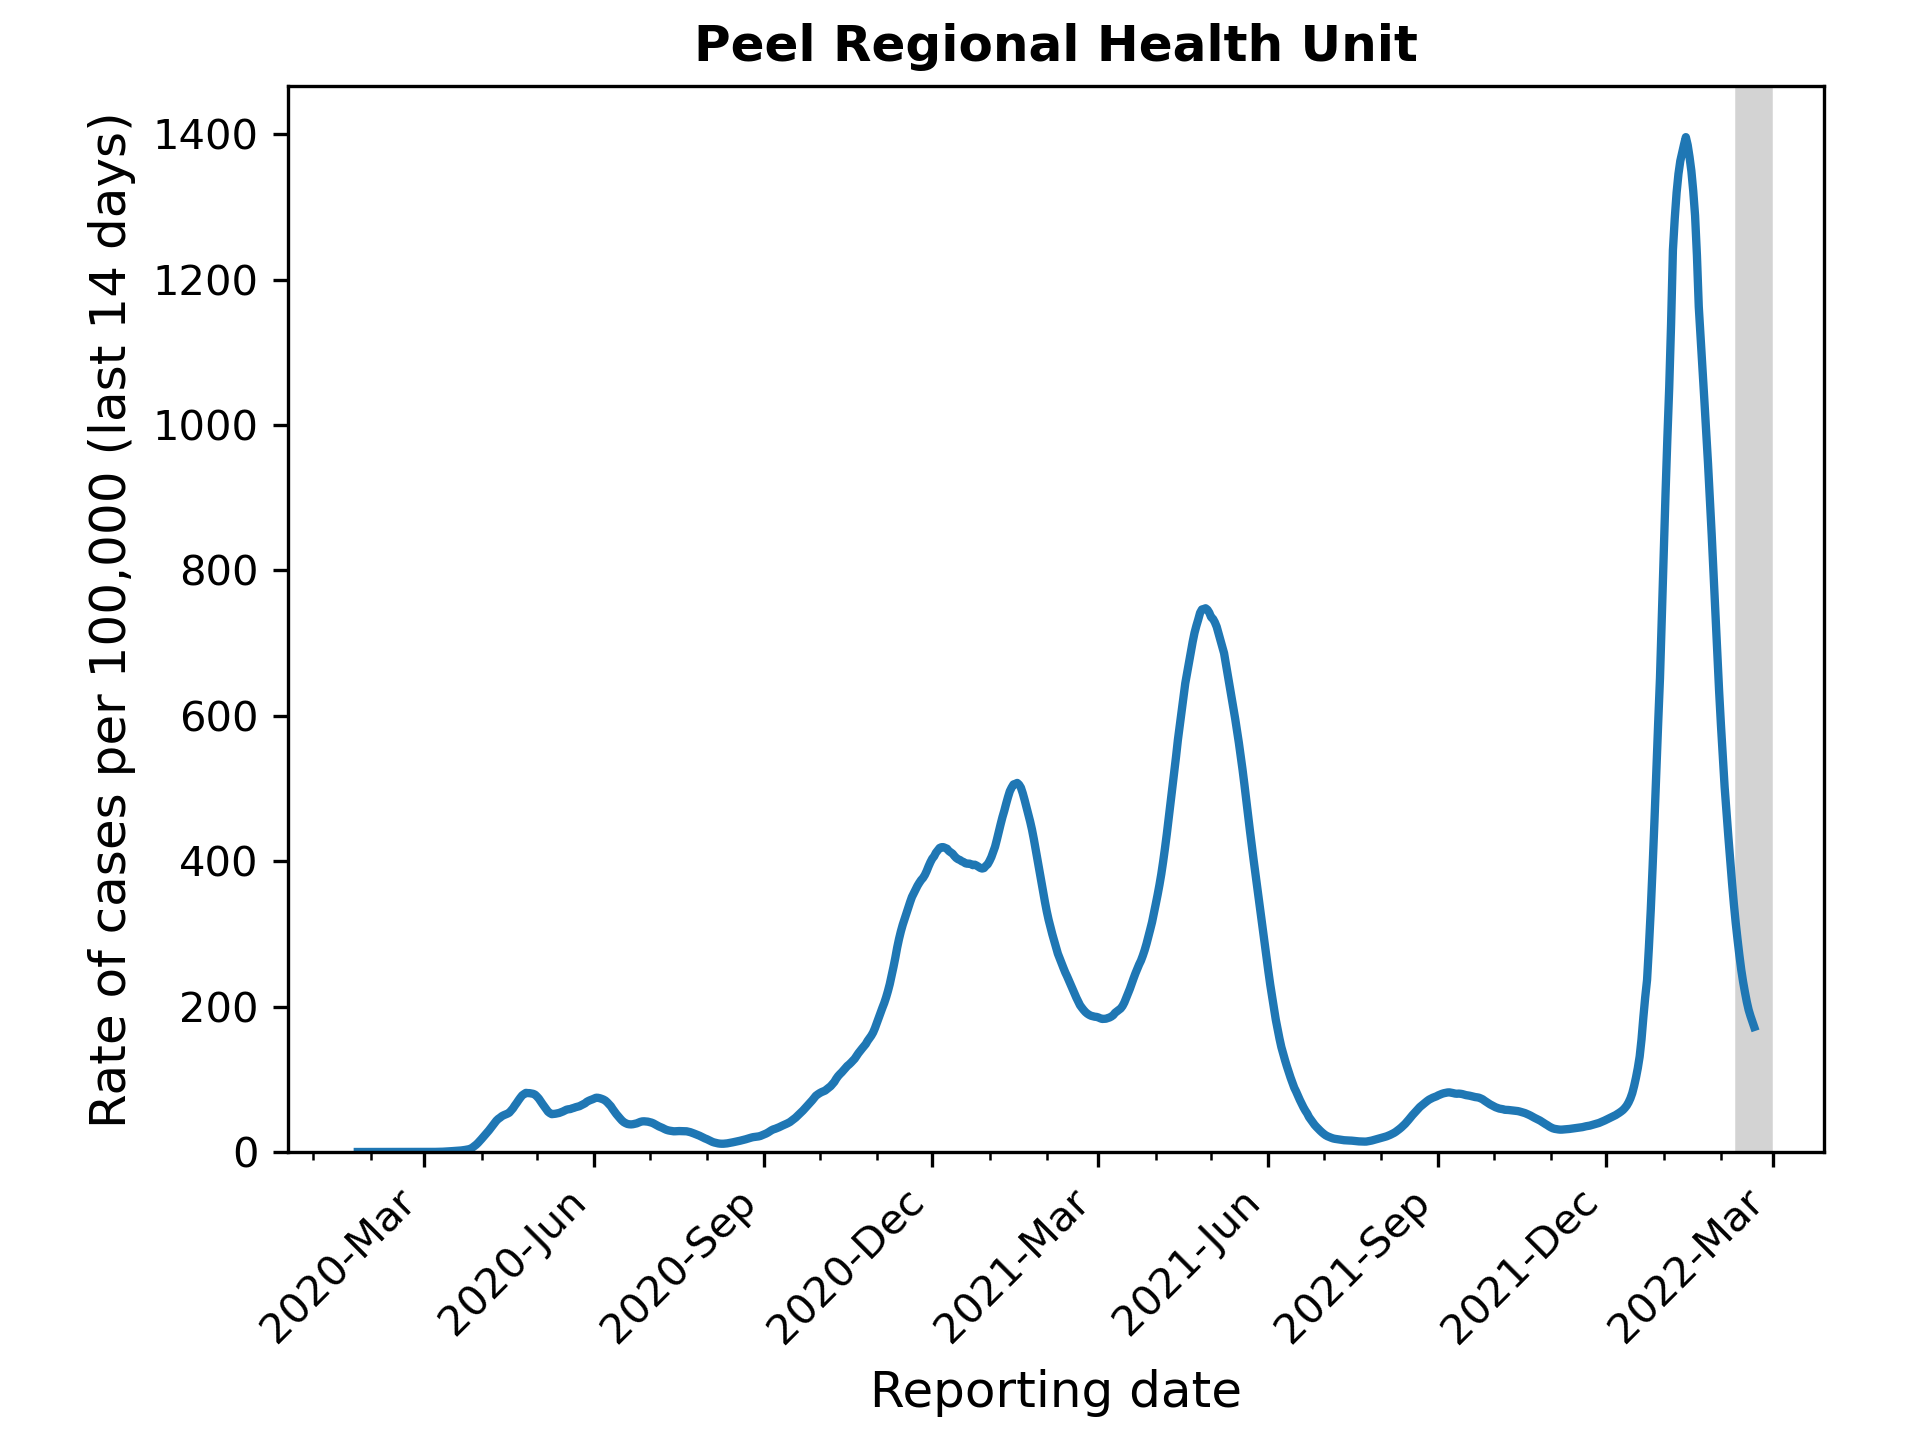 Peel Regional Health Unit
Rate of cases per 100,000 (last 14 days)
1400
1200
1000
800
600
400
200
0
2020-Mar
2020-Jun
2020-Sep
2020-Dec
2021-Mar
2021-Jun
2021-Sep
2021-Dec
2022-Mar
Reporting date